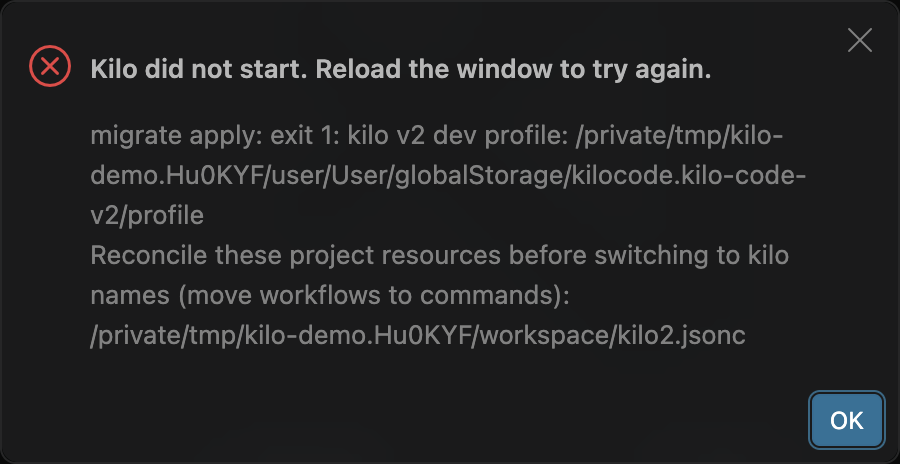 Kilo did not start. Reload the window to try again.
migrate apply: exit 1: kilo v2 dev profile: /private/tmp/kilo-
demo.Hu0KYF/user/User/globalStorage/kilocode.kilo-code-
v2/profile
Reconcile these project resources before switching to kilo
names (move workflows to commands):
/private/tmp/kilo-demo.Hu0KYF/workspace/kilo2.jsonc
OK